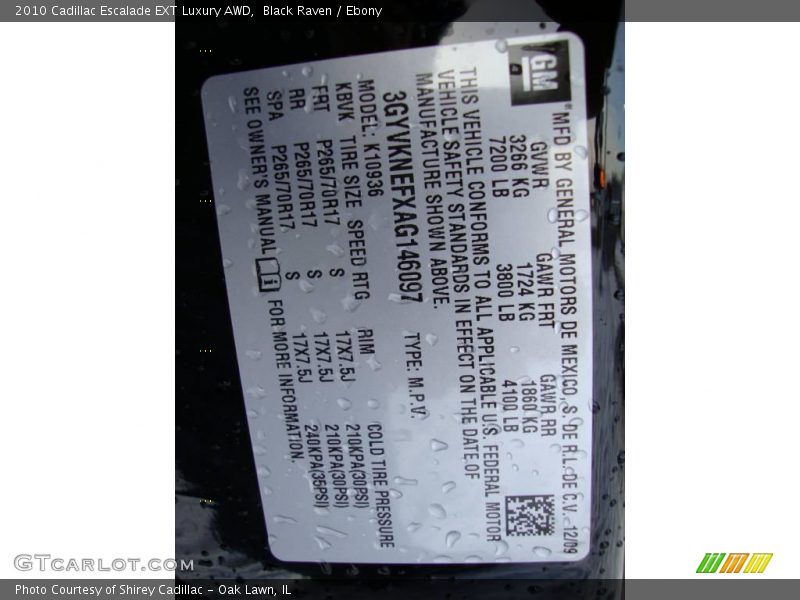 2010 Cadillac Escalade EXT Luxury AWD,  Black Raven / Ebony
GM
MFD BY GENERAL MOTORS DE MEXICO, S. DE R.L. DE C.V. 12/09
GVWR GAWR FRT GAWR RR
3266 KG 1724 KG 1860 KG
7200 LB 3800 LB 4100 LB
THIS VEHICLE CONFORMS TO ALL APPLICABLE U.S. FEDERAL MOTOR
VEHICLE SAFETY STANDARDS IN EFFECT ON THE DATE OF
MANUFACTURE SHOWN ABOVE.
3GYVKNEFXAG146097 TYPE: M.P.V.
MODEL: K10936
KBVK TIRE SIZE SPEED RTG RIM COLD TIRE PRESSURE
FRT P265/70R17 S 17X7.5J 210KPA(30PSI)
RR P265/70R17 S 17X7.5J 210KPA(30PSI)
SPA P265/70R17 S 17X7.5J 240KPA(35PSI)
SEE OWNER'S MANUAL FOR MORE INFORMATION.
GTcarlot.com
Photo Courtesy of Shirey Cadillac - Oak Lawn, IL